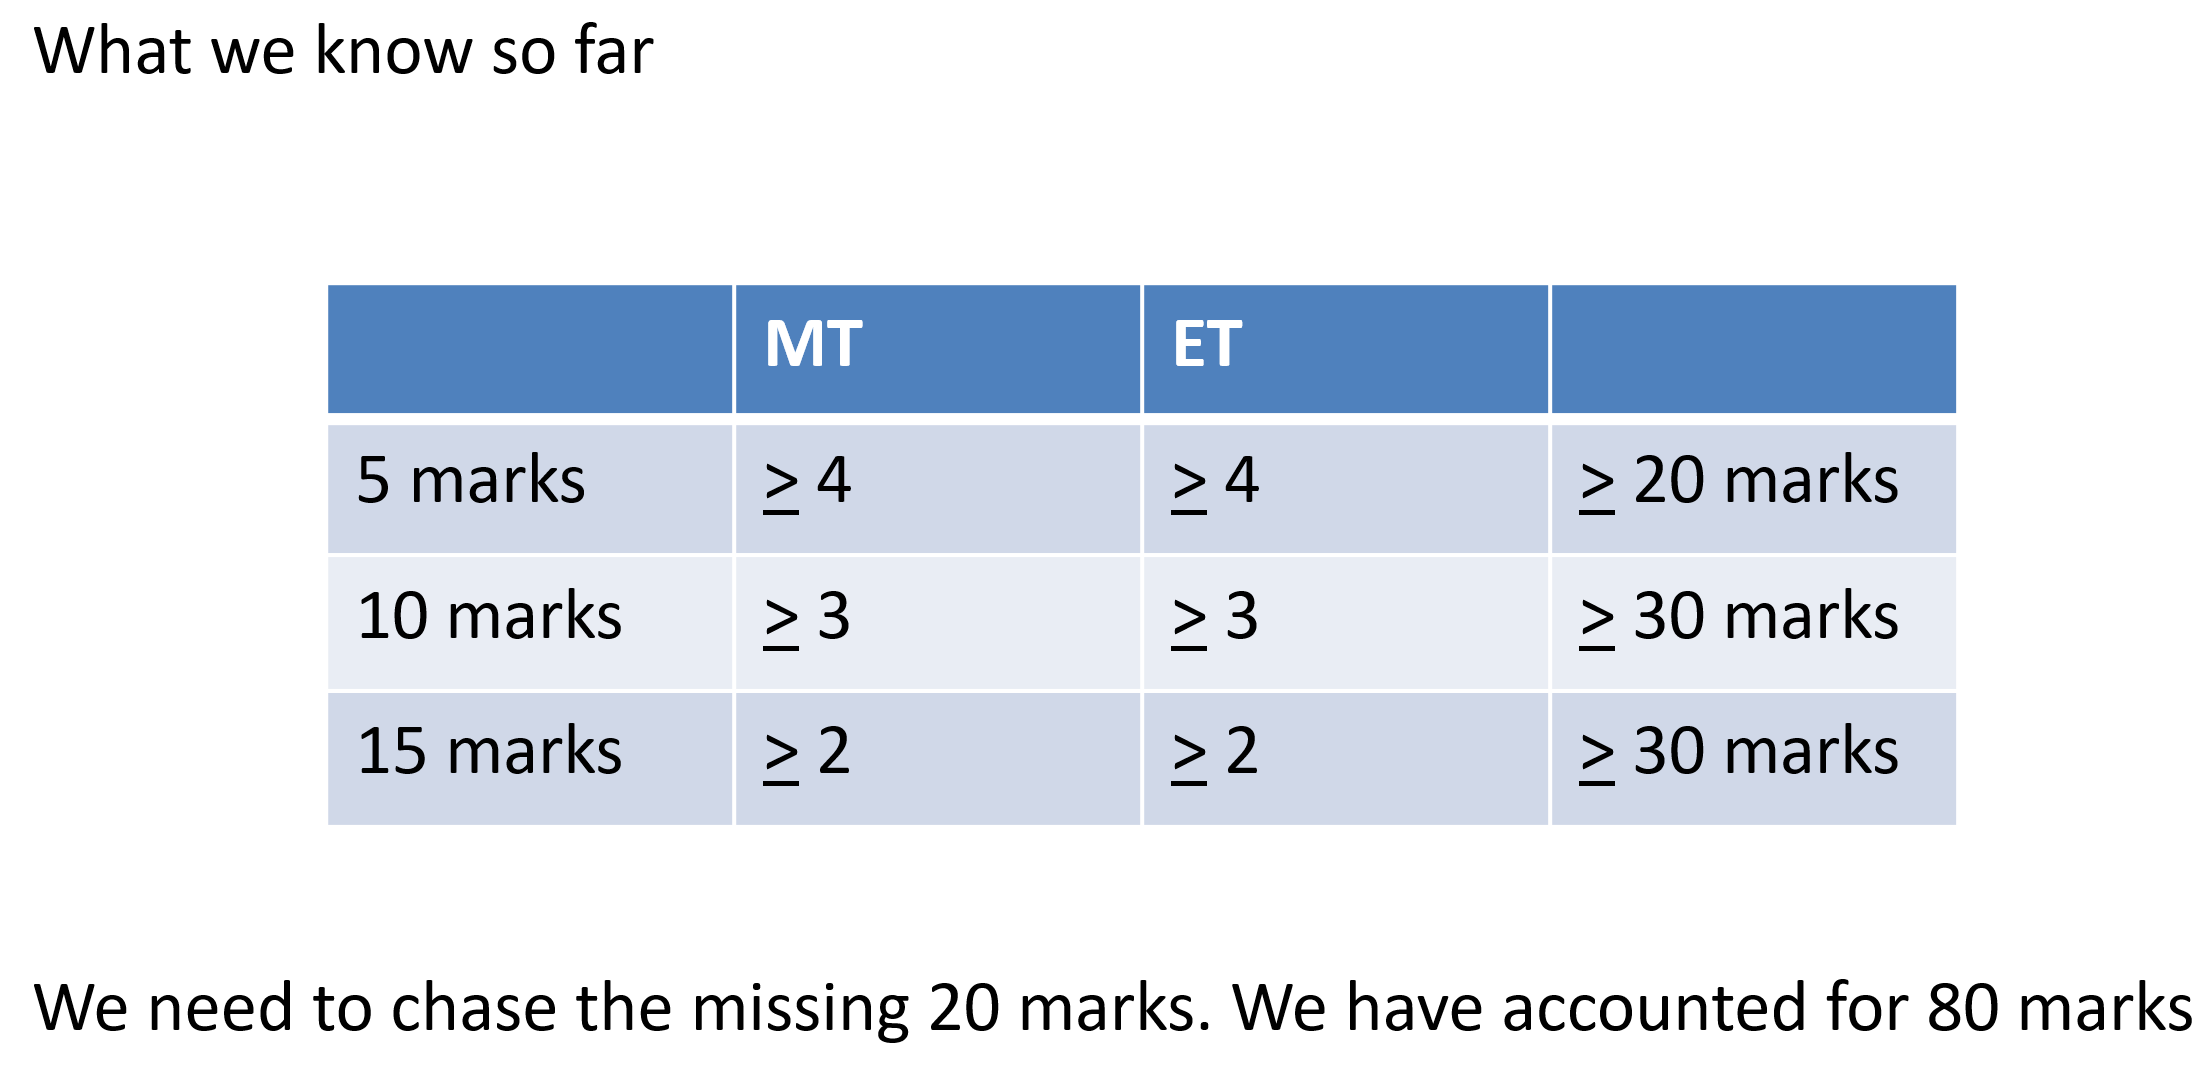 What we know so far
MT ET
5 marks ≥ 4 ≥ 4 ≥ 20 marks
10 marks ≥ 3 ≥ 3 ≥ 30 marks
15 marks ≥ 2 ≥ 2 ≥ 30 marks
We need to chase the missing 20 marks. We have accounted for 80 marks